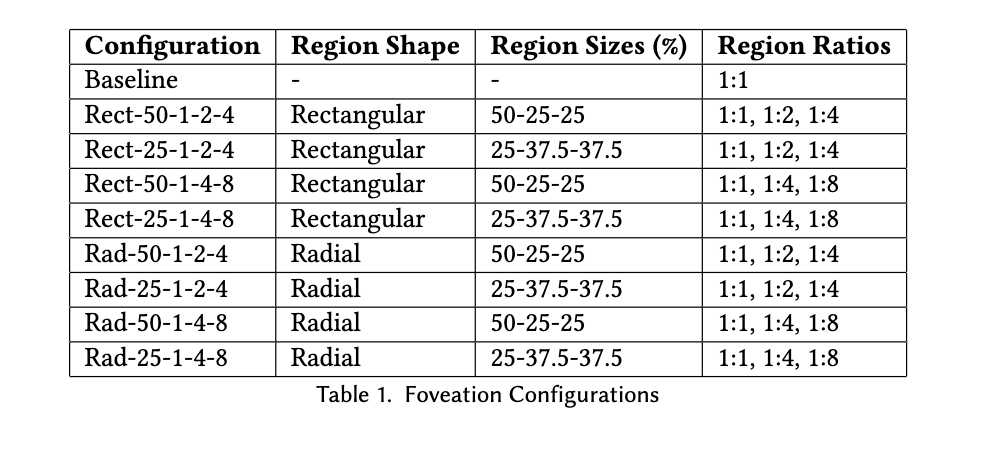 Configuration Region Shape Region Sizes (%) Region Ratios
Baseline - - 1:1
Rect-50-1-2-4 Rectangular 50-25-25 1:1, 1:2, 1:4
Rect-25-1-2-4 Rectangular 25-37.5-37.5 1:1, 1:2, 1:4
Rect-50-1-4-8 Rectangular 50-25-25 1:1, 1:4, 1:8
Rect-25-1-4-8 Rectangular 25-37.5-37.5 1:1, 1:4, 1:8
Rad-50-1-2-4 Radial 50-25-25 1:1, 1:2, 1:4
Rad-25-1-2-4 Radial 25-37.5-37.5 1:1, 1:2, 1:4
Rad-50-1-4-8 Radial 50-25-25 1:1, 1:4, 1:8
Rad-25-1-4-8 Radial 25-37.5-37.5 1:1, 1:4, 1:8
Table 1. Foveation Configurations